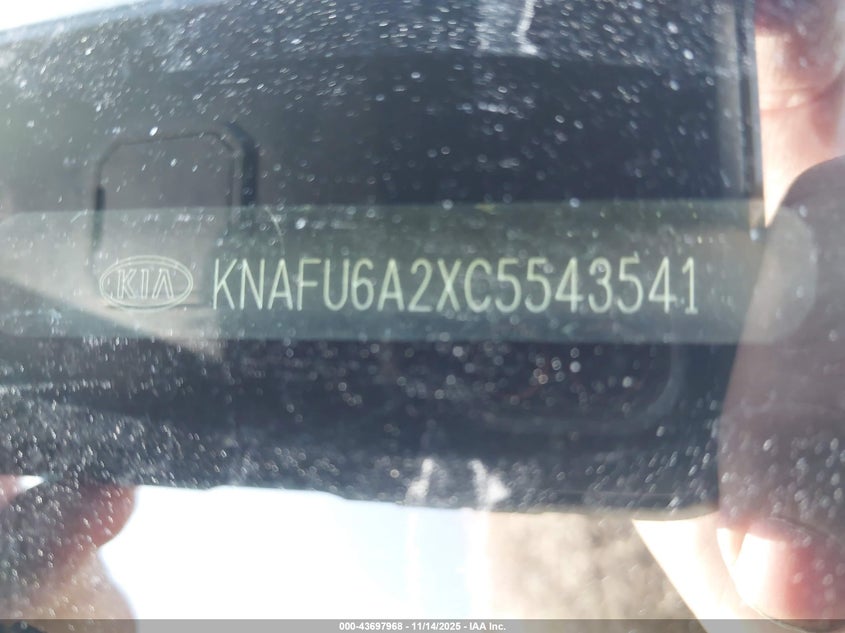 KIA KNAFU6A2XC5543541
000-43697968 - 11/14/2025 - IAA Inc.